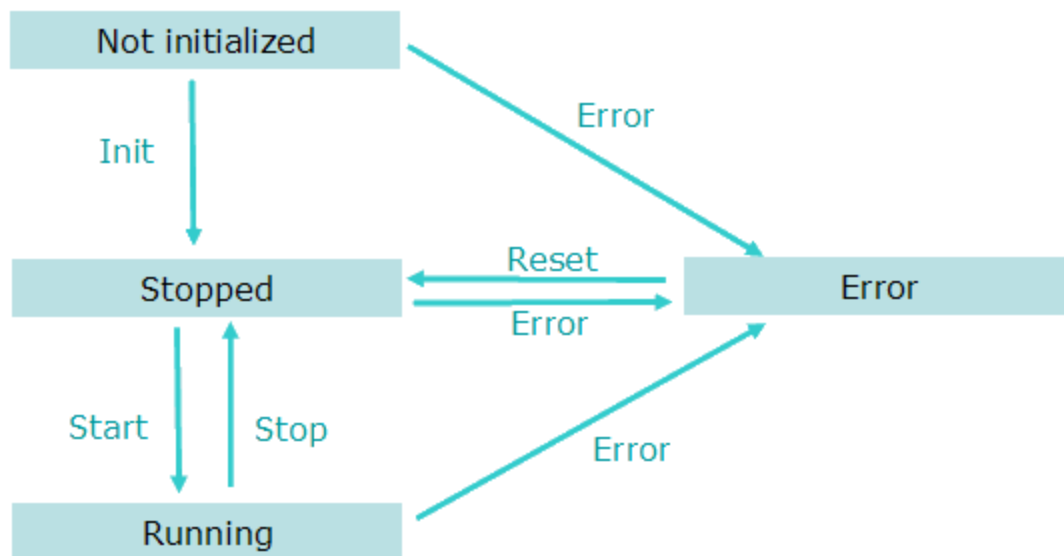 Not initialized
Error
Init
Reset
Stopped
Error
Error
Start
Stop
Error
Running